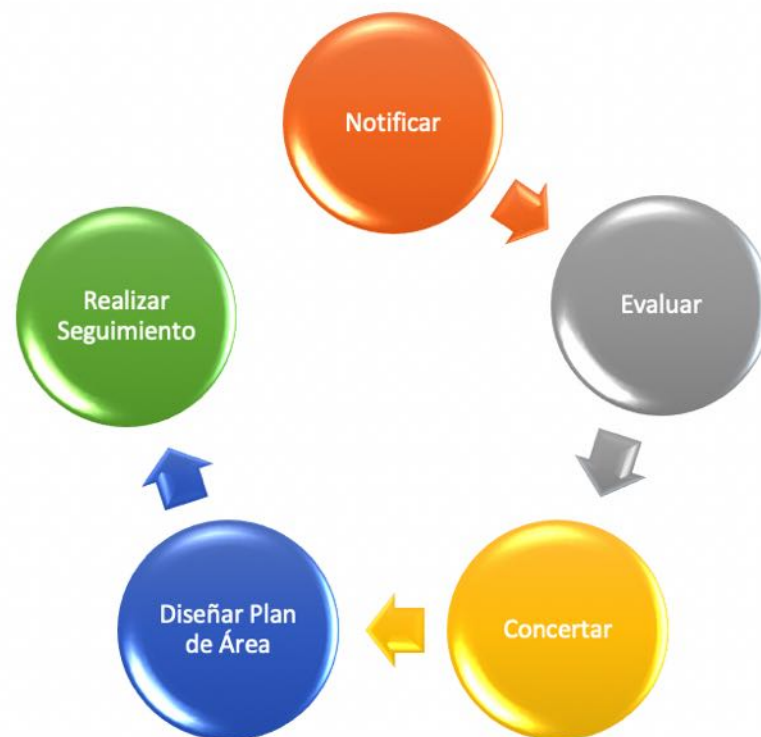 Notificar
Evaluar
Concertar
Diseñar Plan
de Área
Realizar
Seguimiento